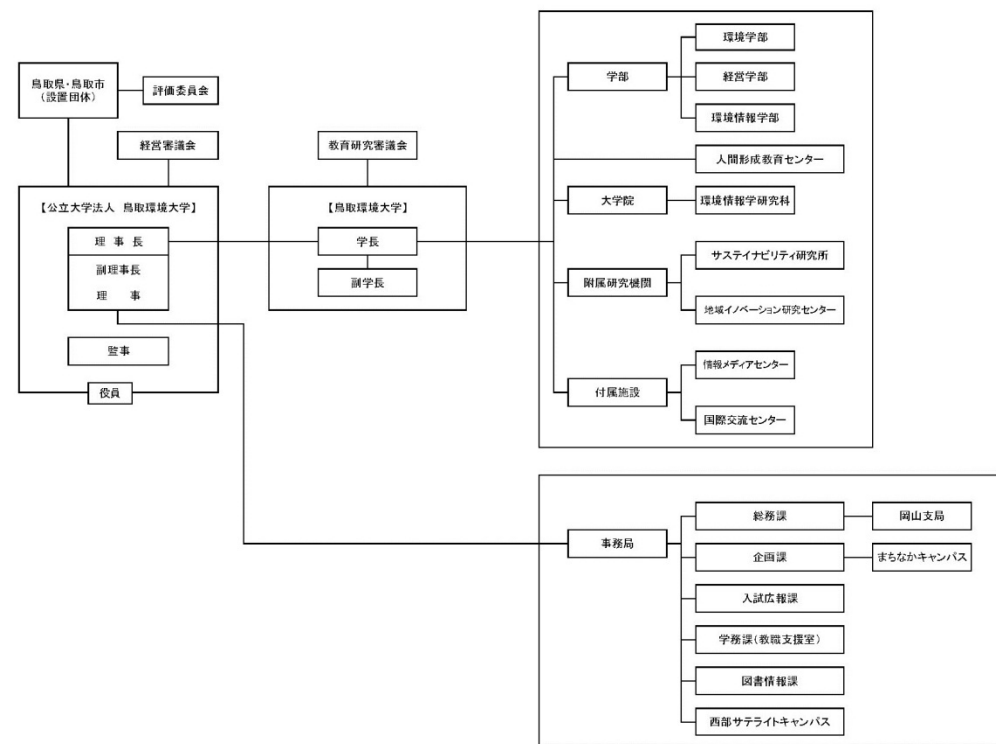 鳥取県・鳥取市
(設置団体)
評価委員会
経営審議会
【公立大学法人 鳥取環境大学】
理 事 長
副理事長
理 事
監事
役員
教育研究審議会
【鳥取環境大学】
学長
副学長
学部
環境学部
経営学部
環境情報学部
人間形成教育センター
大学院
環境情報学研究科
附属研究機関
サステイナビリティ研究所
地域イノベーション研究センター
付属施設
情報メディアセンター
国際交流センター
事務局
総務課
岡山支局
企画課
まちなかキャンパス
入試広報課
学務課(教職支援室)
図書情報課
西部サテライトキャンパス